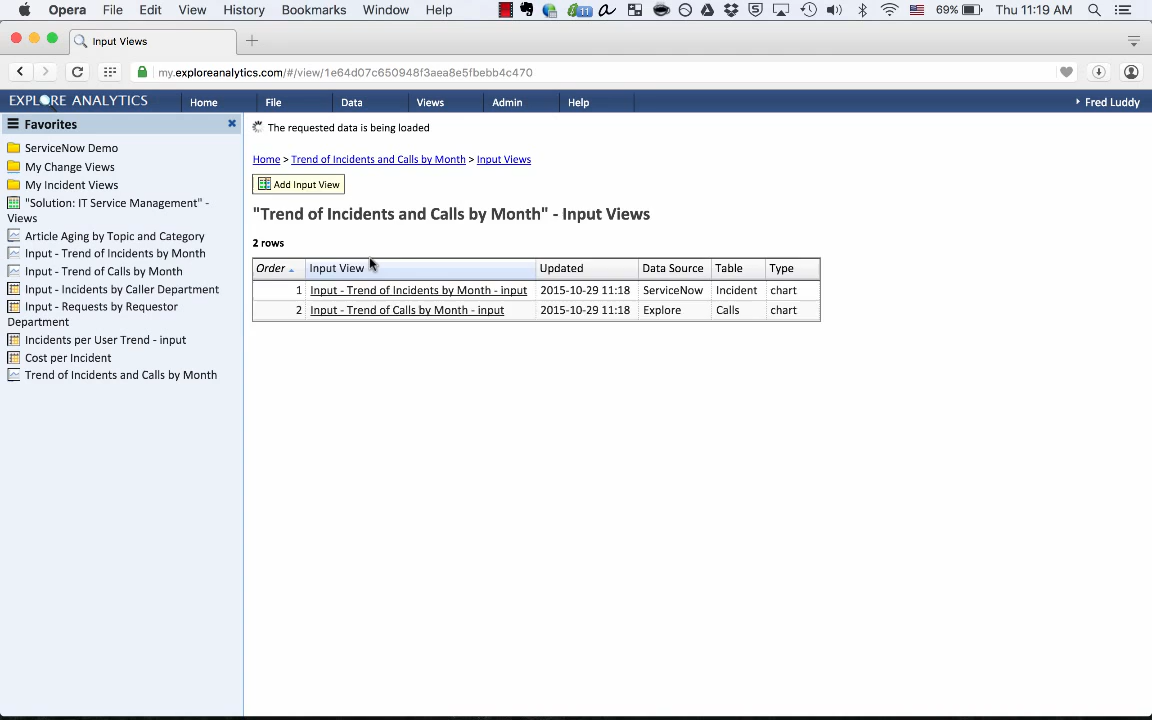 Opera File Edit View History Bookmarks Window Help 11 69% Thu 11:19 AM
Input Views
my.exploreanalytics.com/#/view/1e64d07c650948f3aea8e5fbebb4c470
EXPLORE ANALYTICS Home File Data Views Admin Help Fred Luddy
Favorites
ServiceNow Demo
My Change Views
My Incident Views
"Solution: IT Service Management" -
Views
Article Aging by Topic and Category
Input - Trend of Incidents by Month
Input - Trend of Calls by Month
Input - Incidents by Caller Department
Input - Requests by Requestor
Department
Incidents per User Trend - input
Cost per Incident
Trend of Incidents and Calls by Month
The requested data is being loaded
Home > Trend of Incidents and Calls by Month > Input Views
Add Input View
"Trend of Incidents and Calls by Month" - Input Views
2 rows
Order Input View Updated Data Source Table Type
1 Input - Trend of Incidents by Month - input 2015-10-29 11:18 ServiceNow Incident chart
2 Input - Trend of Calls by Month - input 2015-10-29 11:18 Explore Calls chart